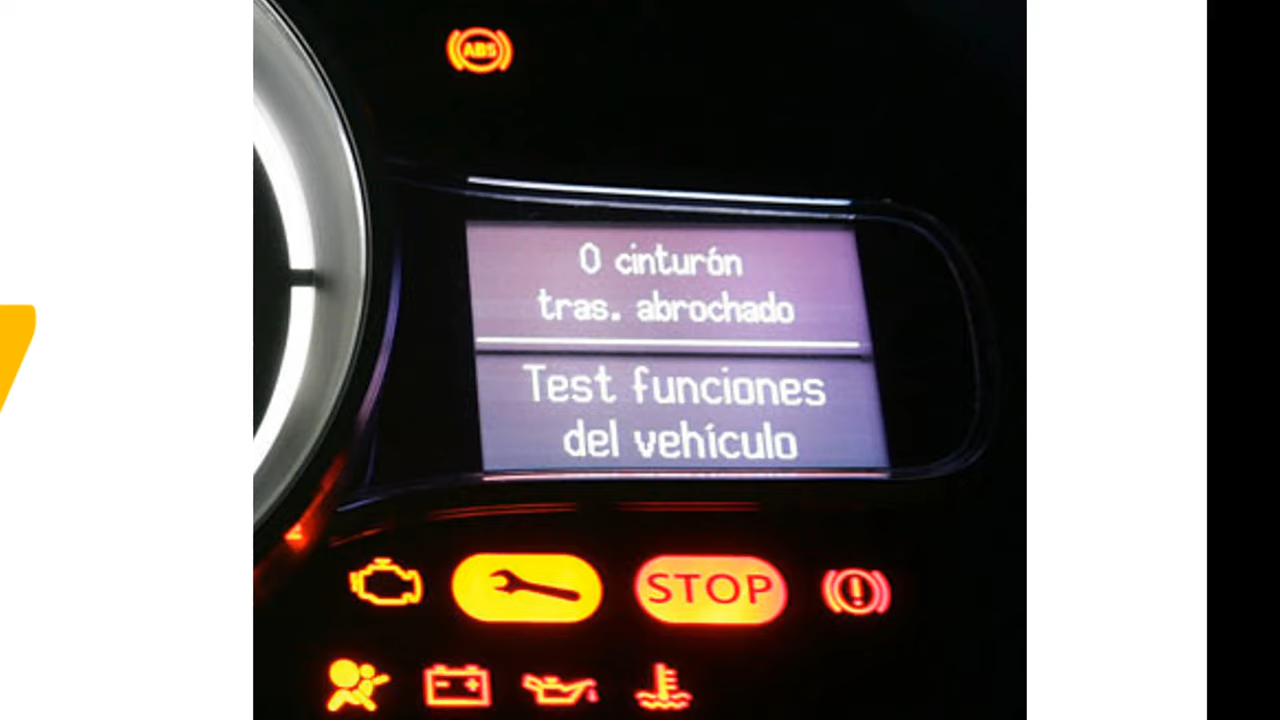 ABS
0 cinturón
tras. abrochado
Test funciones
del vehículo
STOP